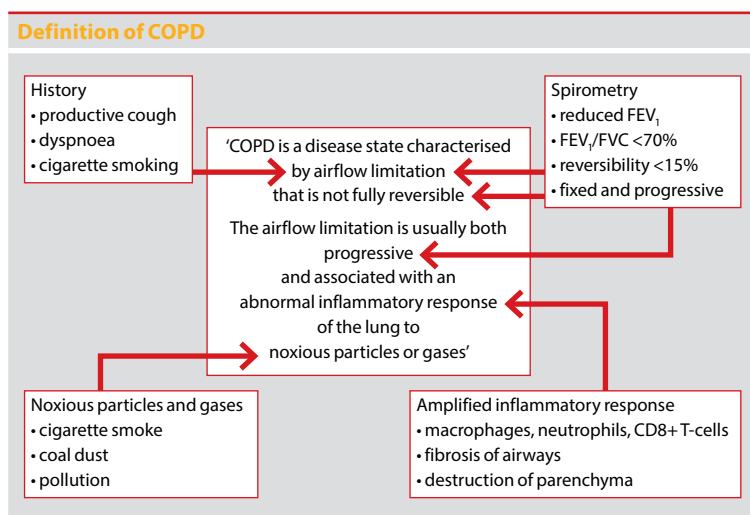 Definition of COPD
History
• productive cough
• dyspnoea
• cigarette smoking
Spirometry
• reduced FEV₁
• FEV₁/FVC <70%
• reversibility <15%
• fixed and progressive
‘COPD is a disease state characterised
by airflow limitation
that is not fully reversible
The airflow limitation is usually both
progressive
and associated with an
abnormal inflammatory response
of the lung to
noxious particles or gases’
Noxious particles and gases
• cigarette smoke
• coal dust
• pollution
Amplified inflammatory response
• macrophages, neutrophils, CD8+ T-cells
• fibrosis of airways
• destruction of parenchyma